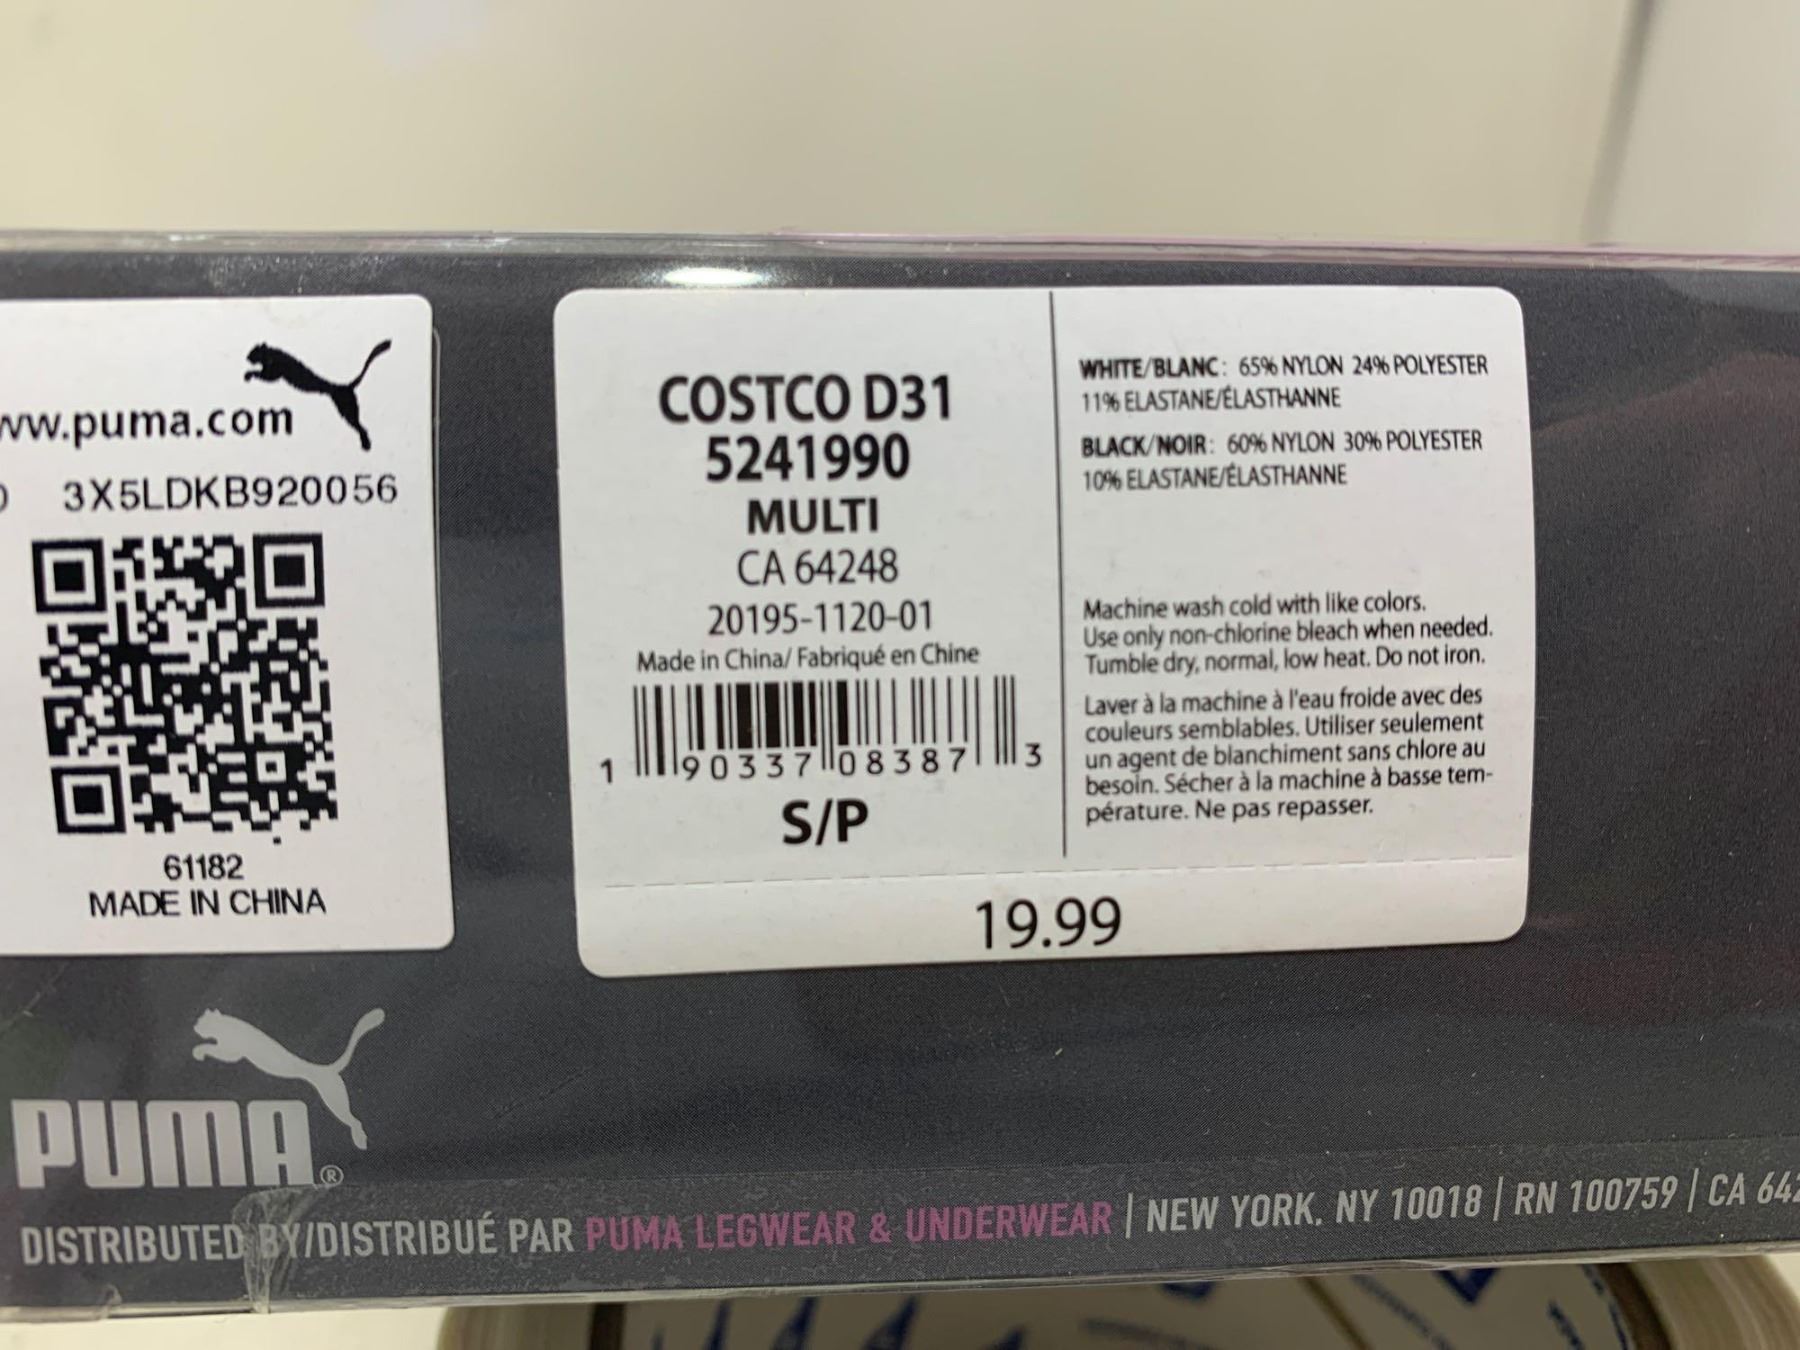 puma.com
3X5LDKB920056
61182
MADE IN CHINA
COSTCO D31
5241990
MULTI
CA 64248
20195-1120-01
Made in China/ Fabriqué en Chine
1 90337 08387 3
S/P
WHITE/BLANC: 65% NYLON 24% POLYESTER
11% ELASTANE/ÉLASTHANNE
BLACK/NOIR: 60% NYLON 30% POLYESTER
10% ELASTANE/ÉLASTHANNE
Machine wash cold with like colors.
Use only non-chlorine bleach when needed.
Tumble dry, normal, low heat. Do not iron.
Laver à la machine à l'eau froide avec des
couleurs semblables. Utiliser seulement
un agent de blanchiment sans chlore au
besoin. Sécher à la machine à basse tem-
pérature. Ne pas repasser.
19.99
PUMA®
DISTRIBUTED BY/DISTRIBUÉ PAR PUMA LEGWEAR & UNDERWEAR | NEW YORK, NY 10018 | RN 100759 | CA